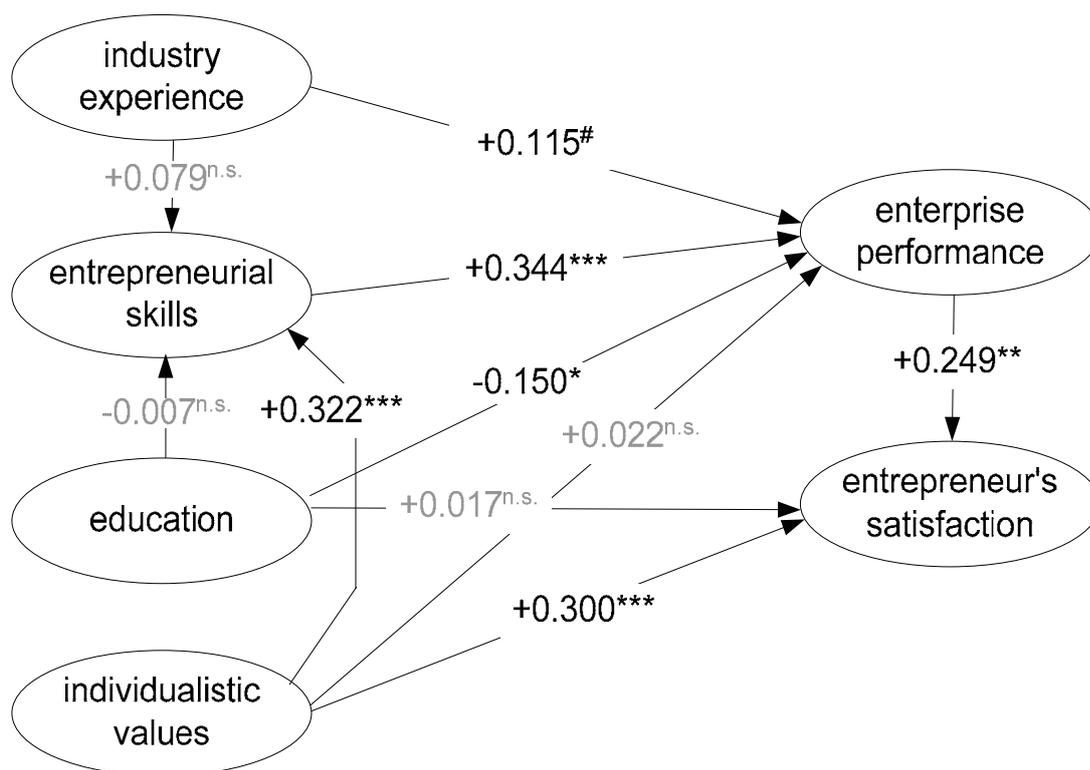 industry
experience
+0.115#
+0.079n.s.
enterprise
performance
entrepreneurial
skills
+0.344***
+0.249**
-0.150*
-0.007n.s.
+0.322***
+0.022n.s.
entrepreneur's
satisfaction
education
+0.017n.s.
+0.300***
individualistic
values